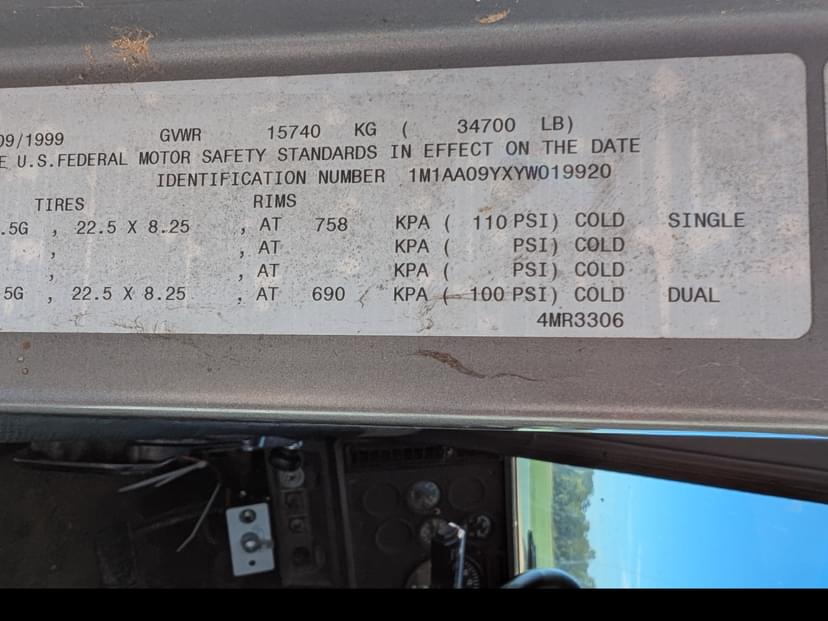 09/1999 GVWR 15740 KG ( 34700 LB)
E U.S.FEDERAL MOTOR SAFETY STANDARDS IN EFFECT ON THE DATE
IDENTIFICATION NUMBER 1M1AA09YXYW019920
TIRES RIMS
.5G , 22.5 X 8.25 , AT 758 KPA ( 110 PSI) COLD SINGLE
, , AT KPA ( PSI) COLD
, , AT KPA ( PSI) COLD
5G , 22.5 X 8.25 , AT 690 KPA ( 100 PSI) COLD DUAL
4MR3306